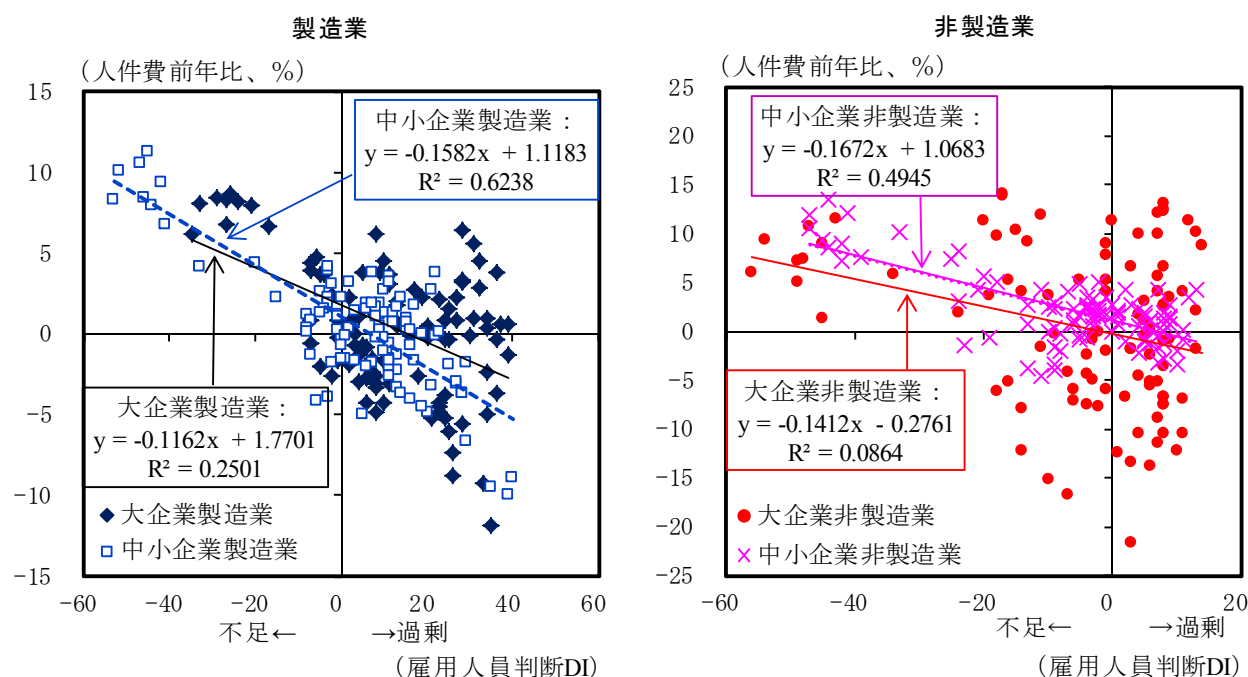 製造業
(人件費前年比、%)
15
10
5
0
-5
-10
-15
中小企業製造業：
y = -0.1582x + 1.1183
R² = 0.6238
大企業製造業：
y = -0.1162x + 1.7701
R² = 0.2501
大企業製造業
中小企業製造業
-60 -40 -20 0 20 40 60
不足← →過剰
(雇用人員判断DI)
非製造業
(人件費前年比、%)
25
20
15
10
5
0
-5
-10
-15
-20
-25
中小企業非製造業：
y = -0.1672x + 1.0683
R² = 0.4945
大企業非製造業：
y = -0.1412x - 0.2761
R² = 0.0864
大企業非製造業
中小企業非製造業
-60 -40 -20 0 20
不足← →過剰
(雇用人員判断DI)